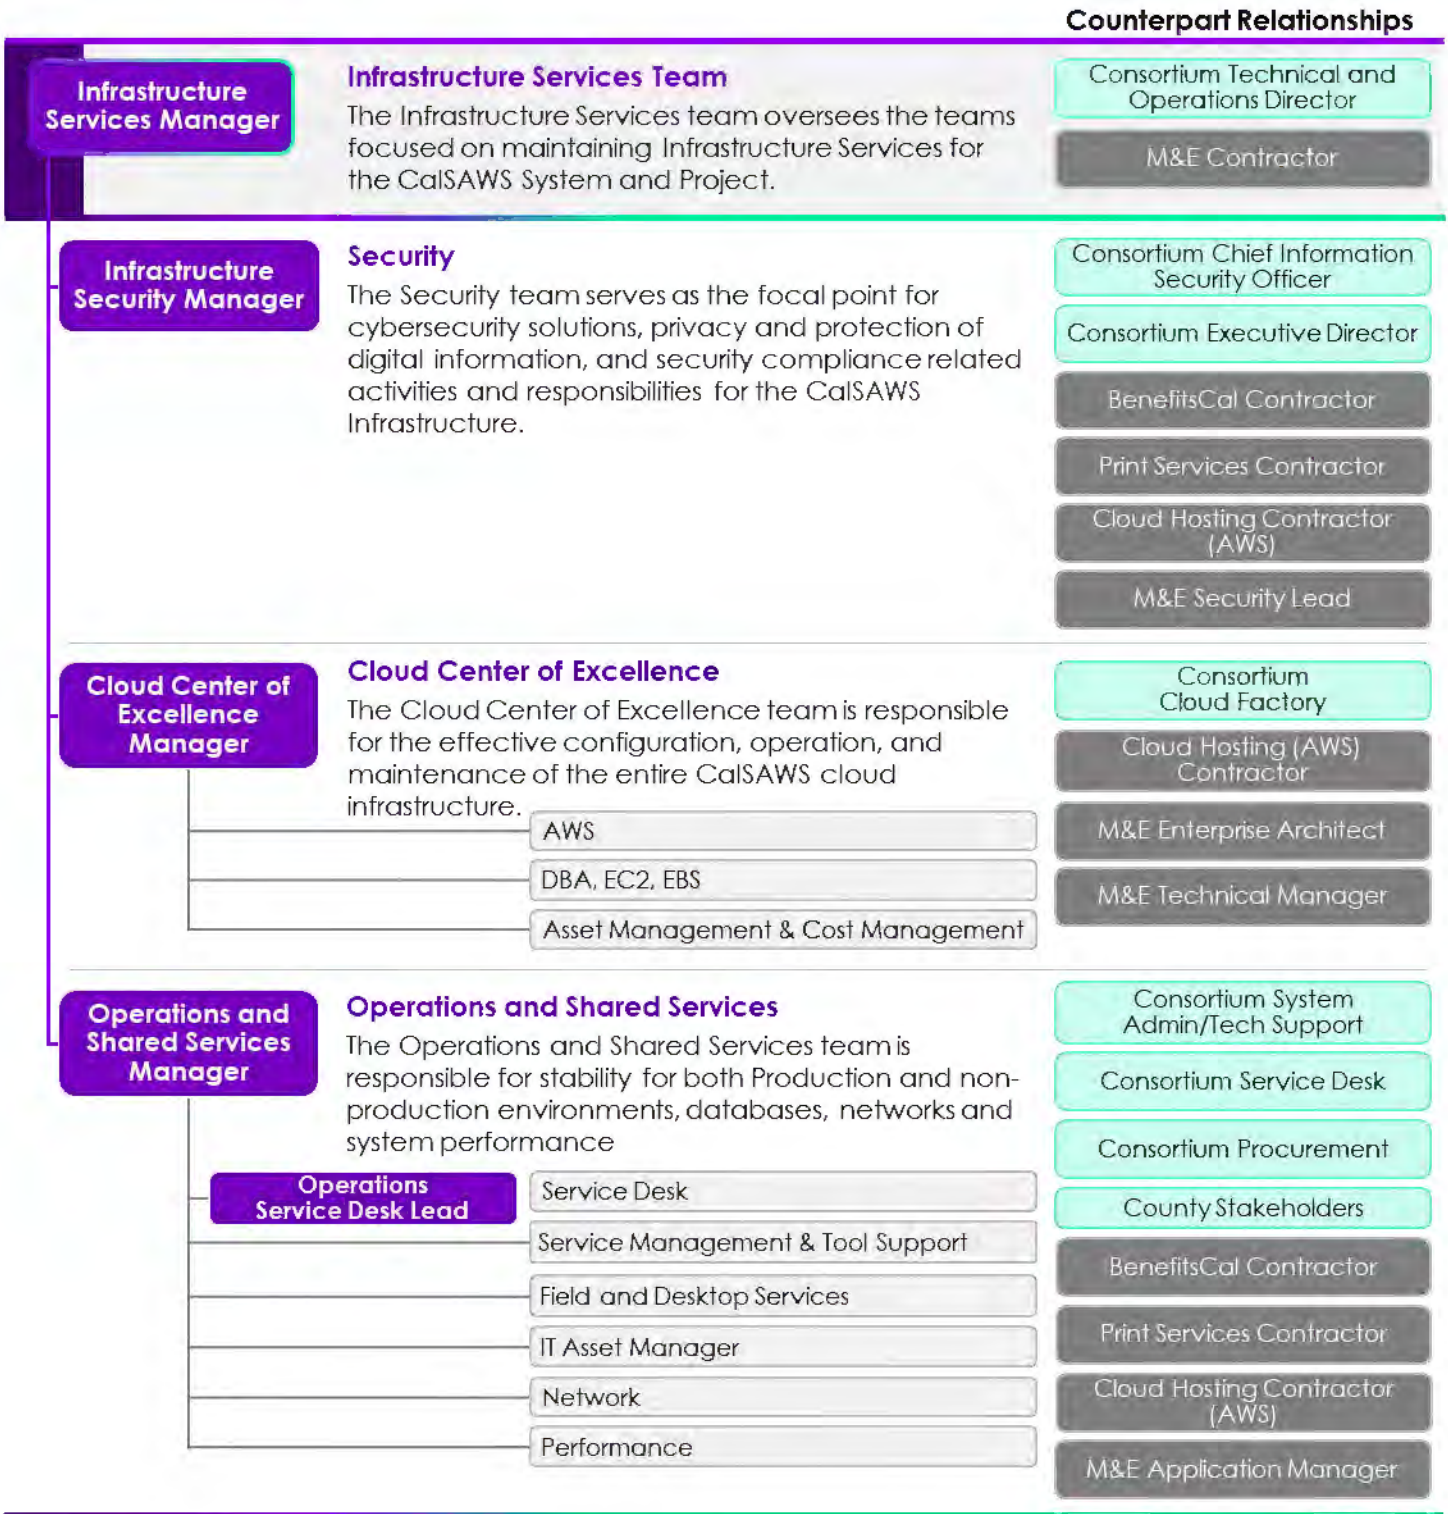 Counterpart Relationships
Infrastructure
Services Manager
Infrastructure Services Team
The Infrastructure Services team oversees the teams
focused on maintaining Infrastructure Services for
the CalSAWS System and Project.
Consortium Technical and
Operations Director
M&E Contractor
Infrastructure
Security Manager
Security
The Security team serves as the focal point for
cybersecurity solutions, privacy and protection of
digital information, and security compliance related
activities and responsibilities for the CalSAWS
Infrastructure.
Consortium Chief Information
Security Officer
Consortium Executive Director
BenefitsCal Contractor
Print Services Contractor
Cloud Hosting Contractor
(AWS)
M&E Security Lead
Cloud Center of
Excellence
Manager
Cloud Center of Excellence
The Cloud Center of Excellence team is responsible
for the effective configuration, operation, and
maintenance of the entire CalSAWS cloud
infrastructure.
AWS
DBA, EC2, EBS
Asset Management & Cost Management
Consortium
Cloud Factory
Cloud Hosting (AWS)
Contractor
M&E Enterprise Architect
M&E Technical Manager
Operations and
Shared Services
Manager
Operations and Shared Services
The Operations and Shared Services team is
responsible for stability for both Production and non-
production environments, databases, networks and
system performance
Operations
Service Desk Lead
Service Desk
Service Management & Tool Support
Field and Desktop Services
IT Asset Manager
Network
Performance
Consortium System
Admin/Tech Support
Consortium Service Desk
Consortium Procurement
County Stakeholders
BenefitsCal Contractor
Print Services Contractor
Cloud Hosting Contractor
(AWS)
M&E Application Manager